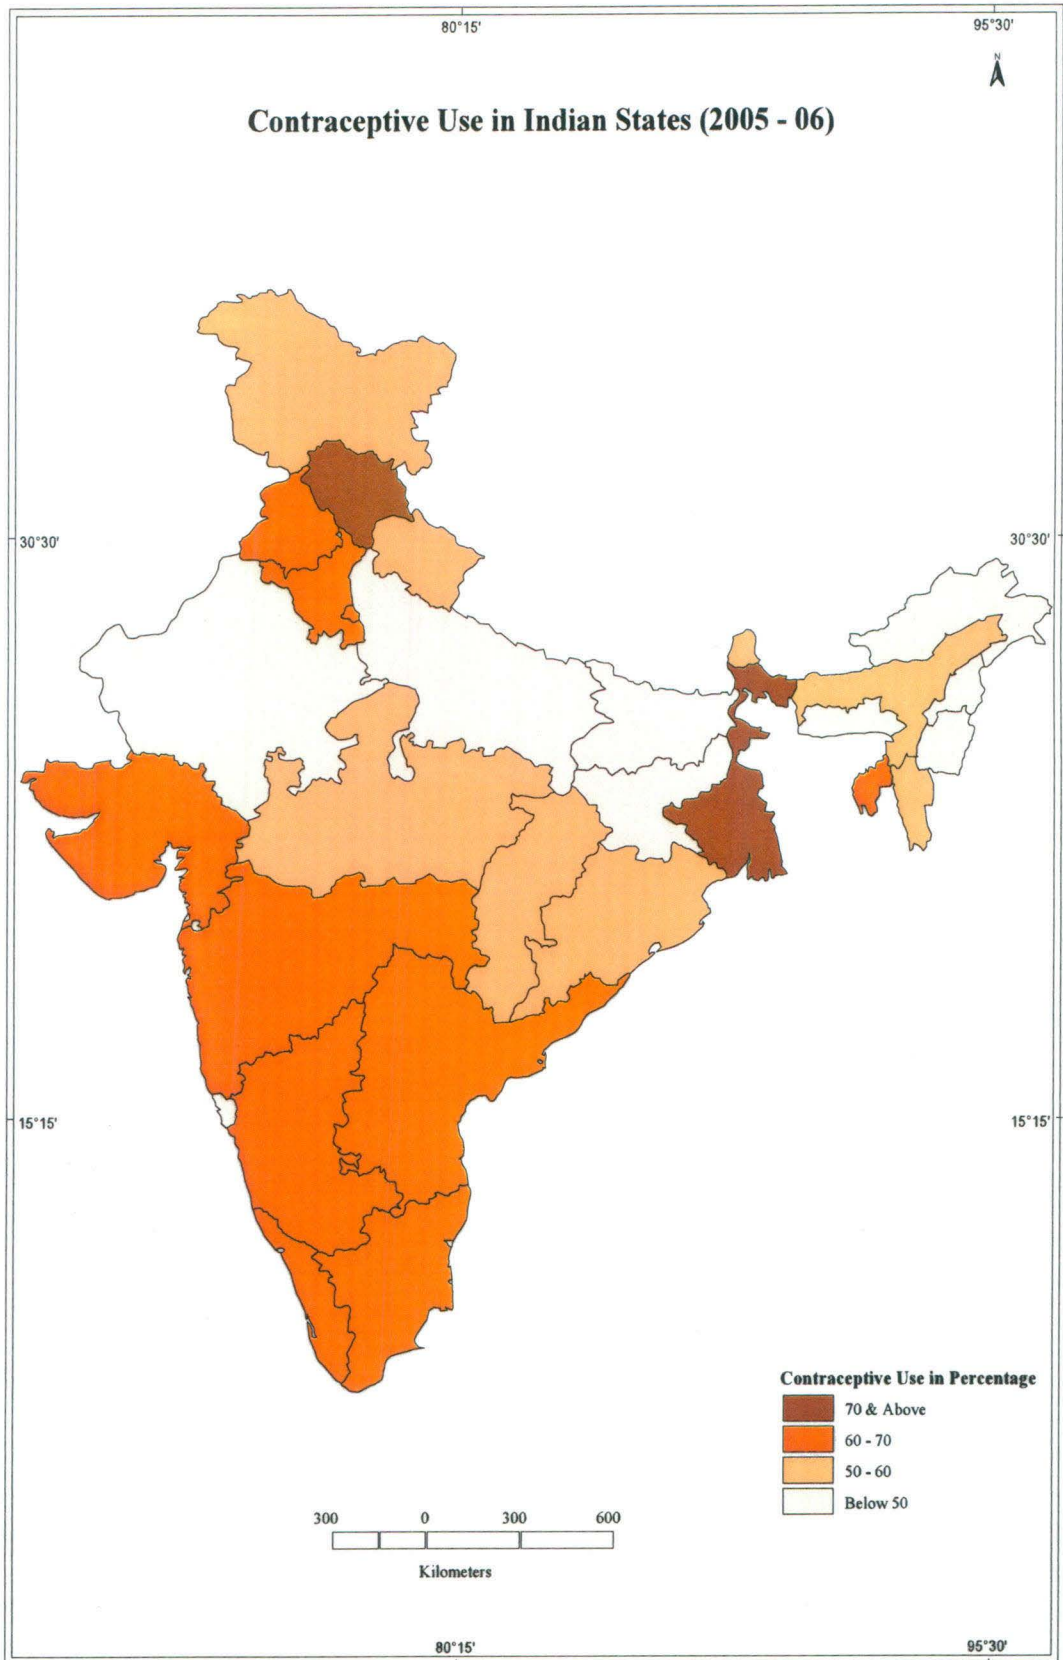 80°15' 95°30'
N
Contraceptive Use in Indian States (2005 - 06)
30°30' 30°30'
15°15' 15°15'
Contraceptive Use in Percentage
70 & Above
60 - 70
50 - 60
Below 50
300 0 300 600
Kilometers
80°15' 95°30'